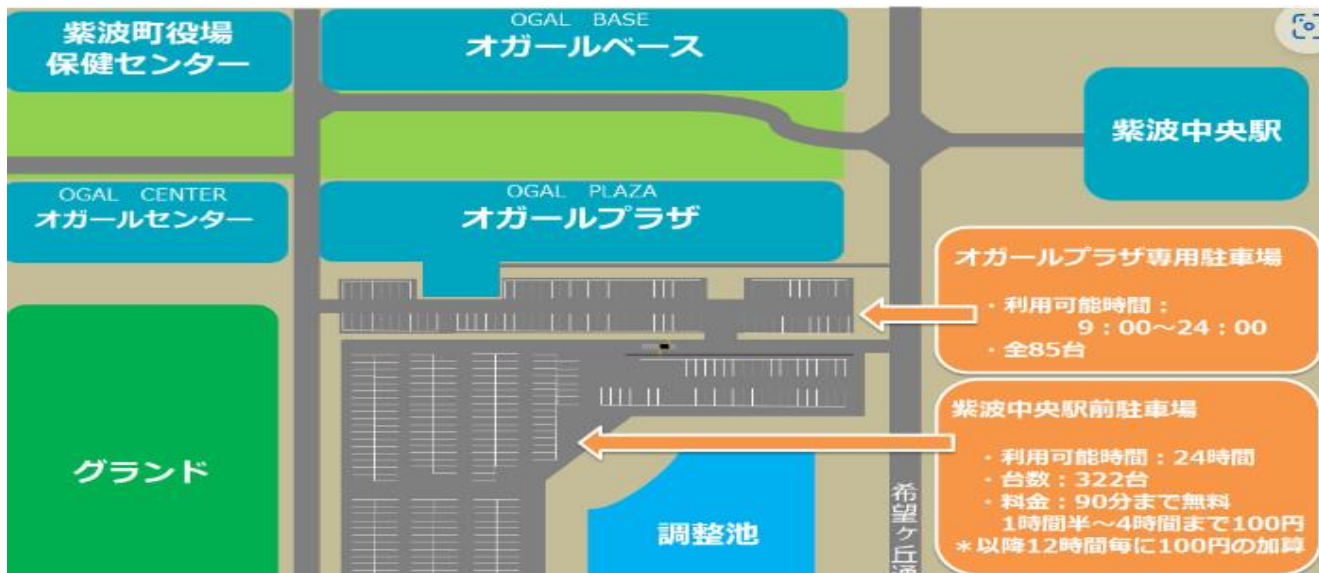 紫波町役場
保健センター
OGAL BASE
オガールベース
紫波中央駅
OGAL CENTER
オガールセンター
OGAL PLAZA
オガールプラザ
オガールプラザ専用駐車場
・利用可能時間：
9：00～24：00
・全85台
紫波中央駅前駐車場
・利用可能時間：24時間
・台数：322台
・料金：90分まで無料
1時間半～4時間まで100円
＊以降12時間毎に100円の加算
グランド
調整池
希望ヶ丘通